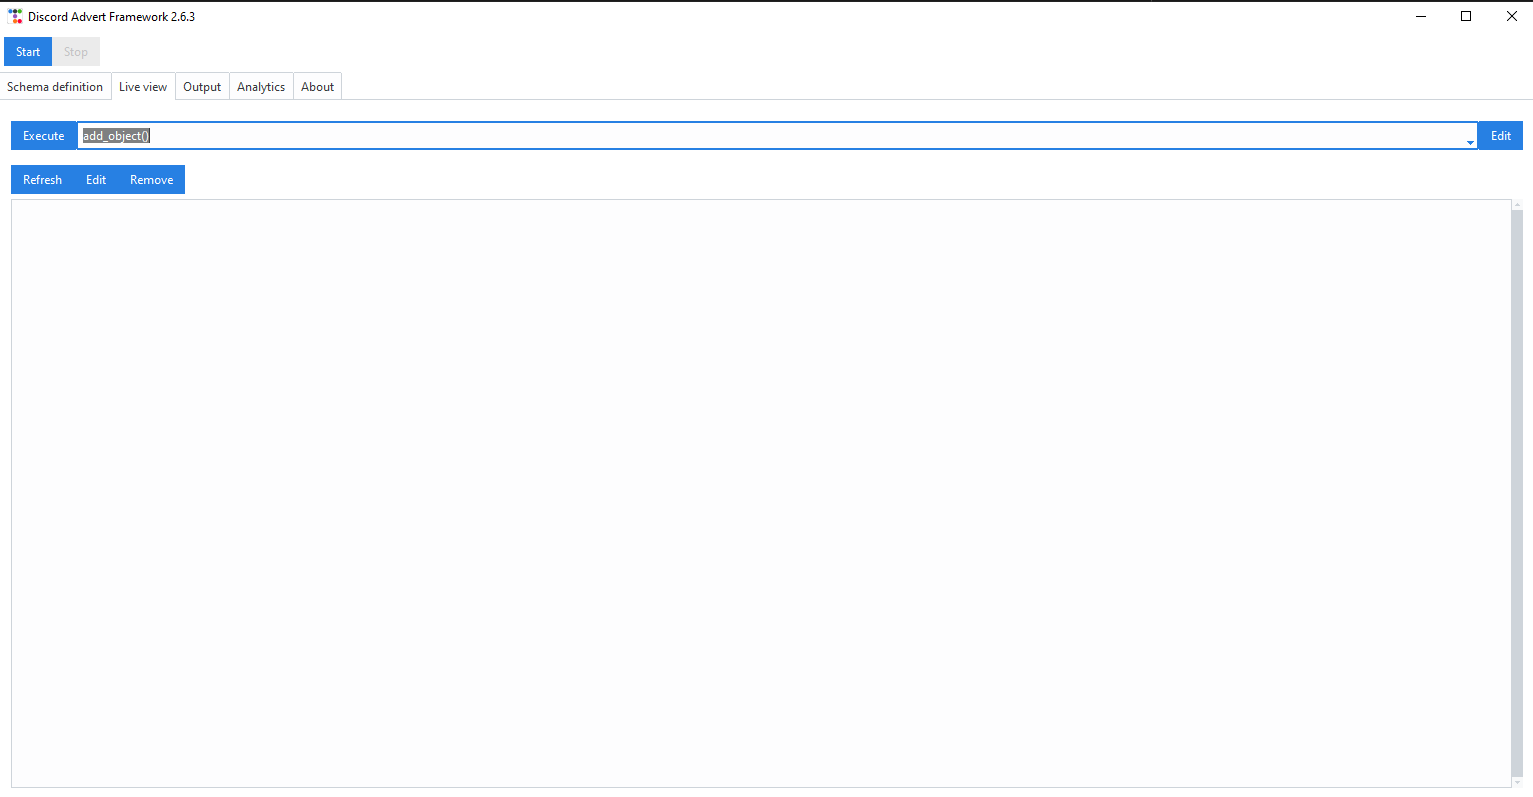 Discord Advert Framework 2.6.3
Start Stop
Schema definition Live view Output Analytics About
Execute add_object() Edit
Refresh Edit Remove